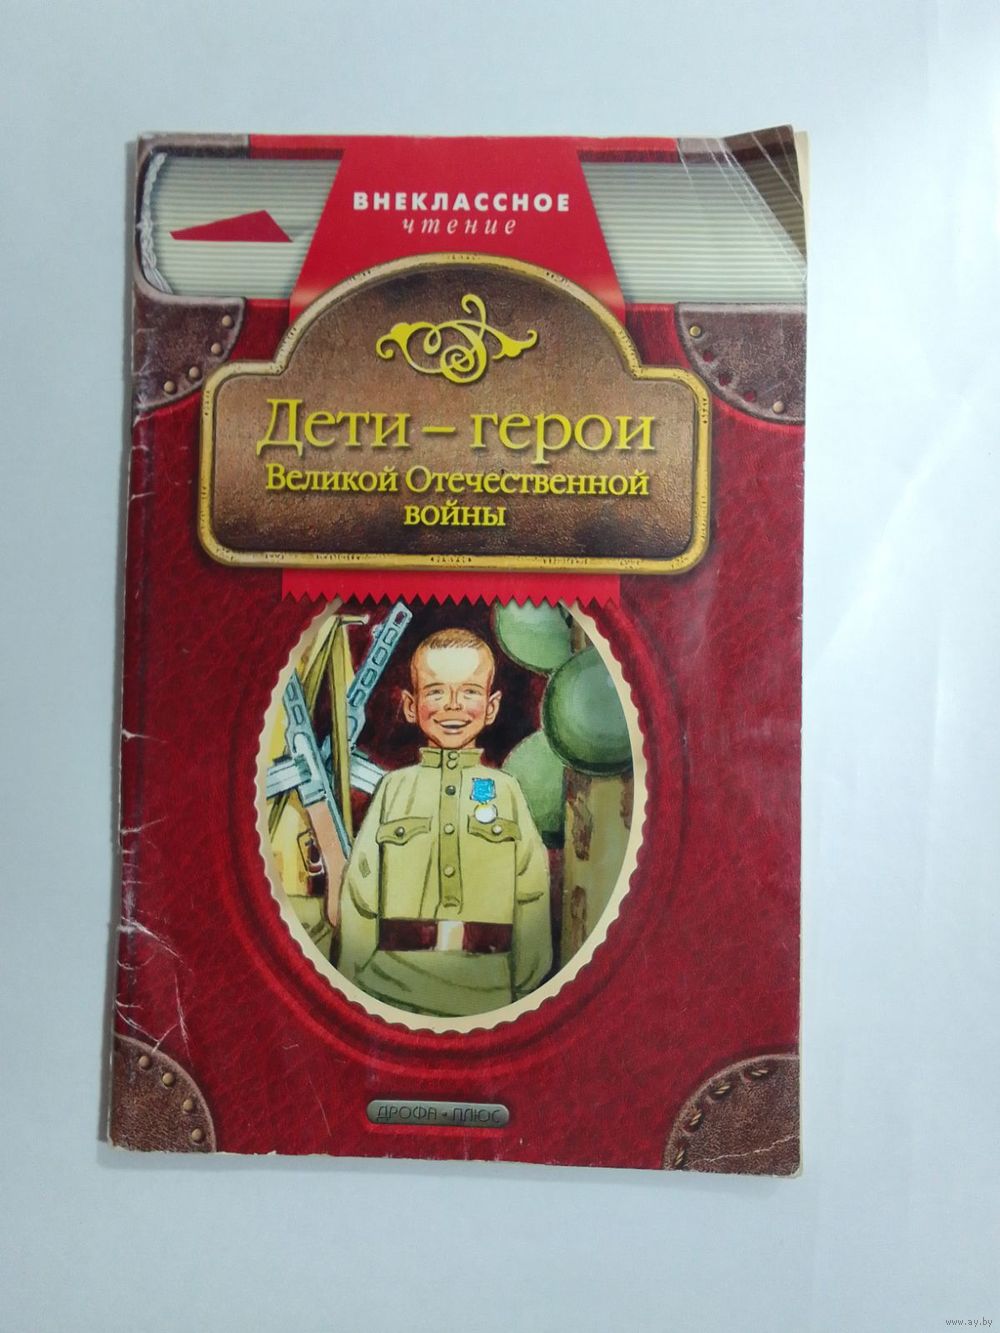 ВНЕКЛАССНОЕ
чтение
Дети – герои
Великой Отечественной
войны
ДРОФА • ПЛЮС
www.ay.by